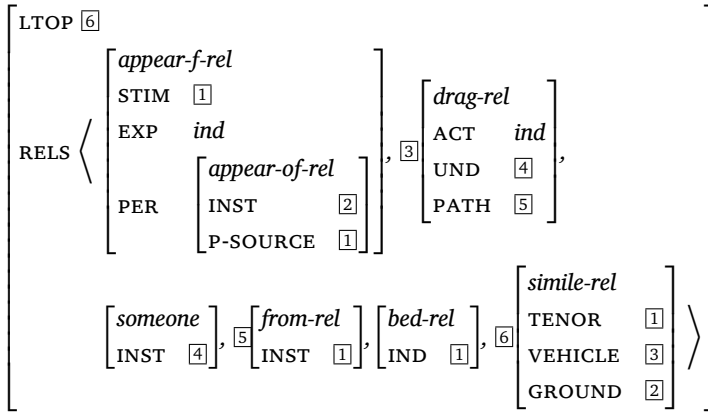 LTOP 6
appear-f-rel
STIM 1
EXP ind
PER
appear-of-rel
INST 2
P-SOURCE 1
RELS ⟨ , 3
drag-rel
ACT ind
UND 4
PATH 5
,
someone
INST 4
, 5
from-rel
INST 1
,
bed-rel
IND 1
, 6
simile-rel
TENOR 1
VEHICLE 3
GROUND 2
⟩